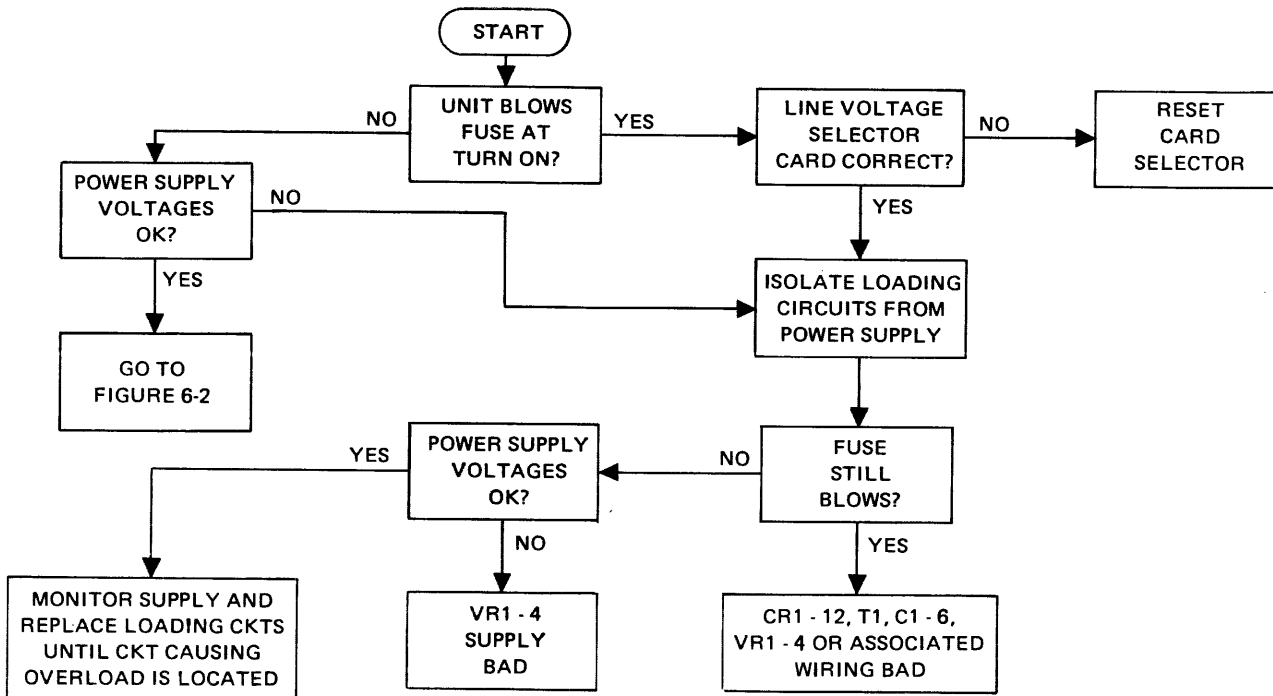 START
UNIT BLOWS
FUSE AT
TURN ON?
NO
YES
LINE VOLTAGE
SELECTOR
CARD CORRECT?
NO
RESET
CARD
SELECTOR
POWER SUPPLY
VOLTAGES
OK?
NO
YES
YES
ISOLATE LOADING
CIRCUITS FROM
POWER SUPPLY
GO TO
FIGURE 6-2
POWER SUPPLY
VOLTAGES
OK?
YES
NO
FUSE
STILL
BLOWS?
NO
YES
MONITOR SUPPLY AND
REPLACE LOADING CKTS
UNTIL CKT CAUSING
OVERLOAD IS LOCATED
VR1 - 4
SUPPLY
BAD
CR1 - 12, T1, C1 - 6,
VR1 - 4 OR ASSOCIATED
WIRING BAD